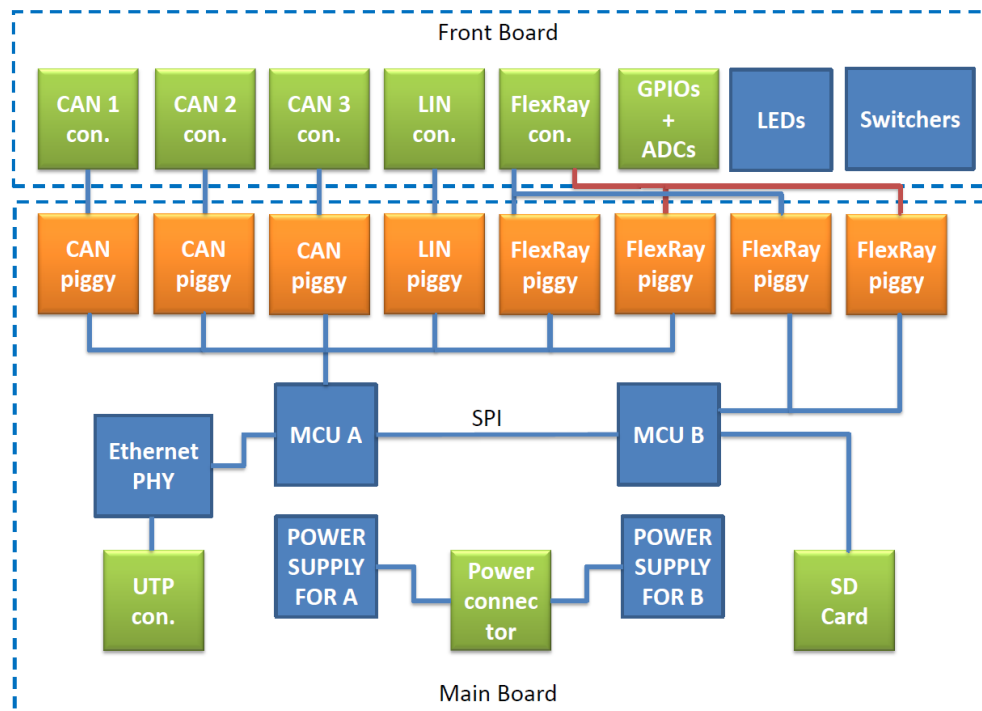 Front Board
CAN 1
con.
CAN 2
con.
CAN 3
con.
LIN
con.
FlexRay
con.
GPIOs
+
ADCs
LEDs
Switchers
CAN
piggy
CAN
piggy
CAN
piggy
LIN
piggy
FlexRay
piggy
FlexRay
piggy
FlexRay
piggy
FlexRay
piggy
MCU A
SPI
MCU B
Ethernet
PHY
POWER
SUPPLY
FOR A
Power
connec
tor
POWER
SUPPLY
FOR B
UTP
con.
SD
Card
Main Board